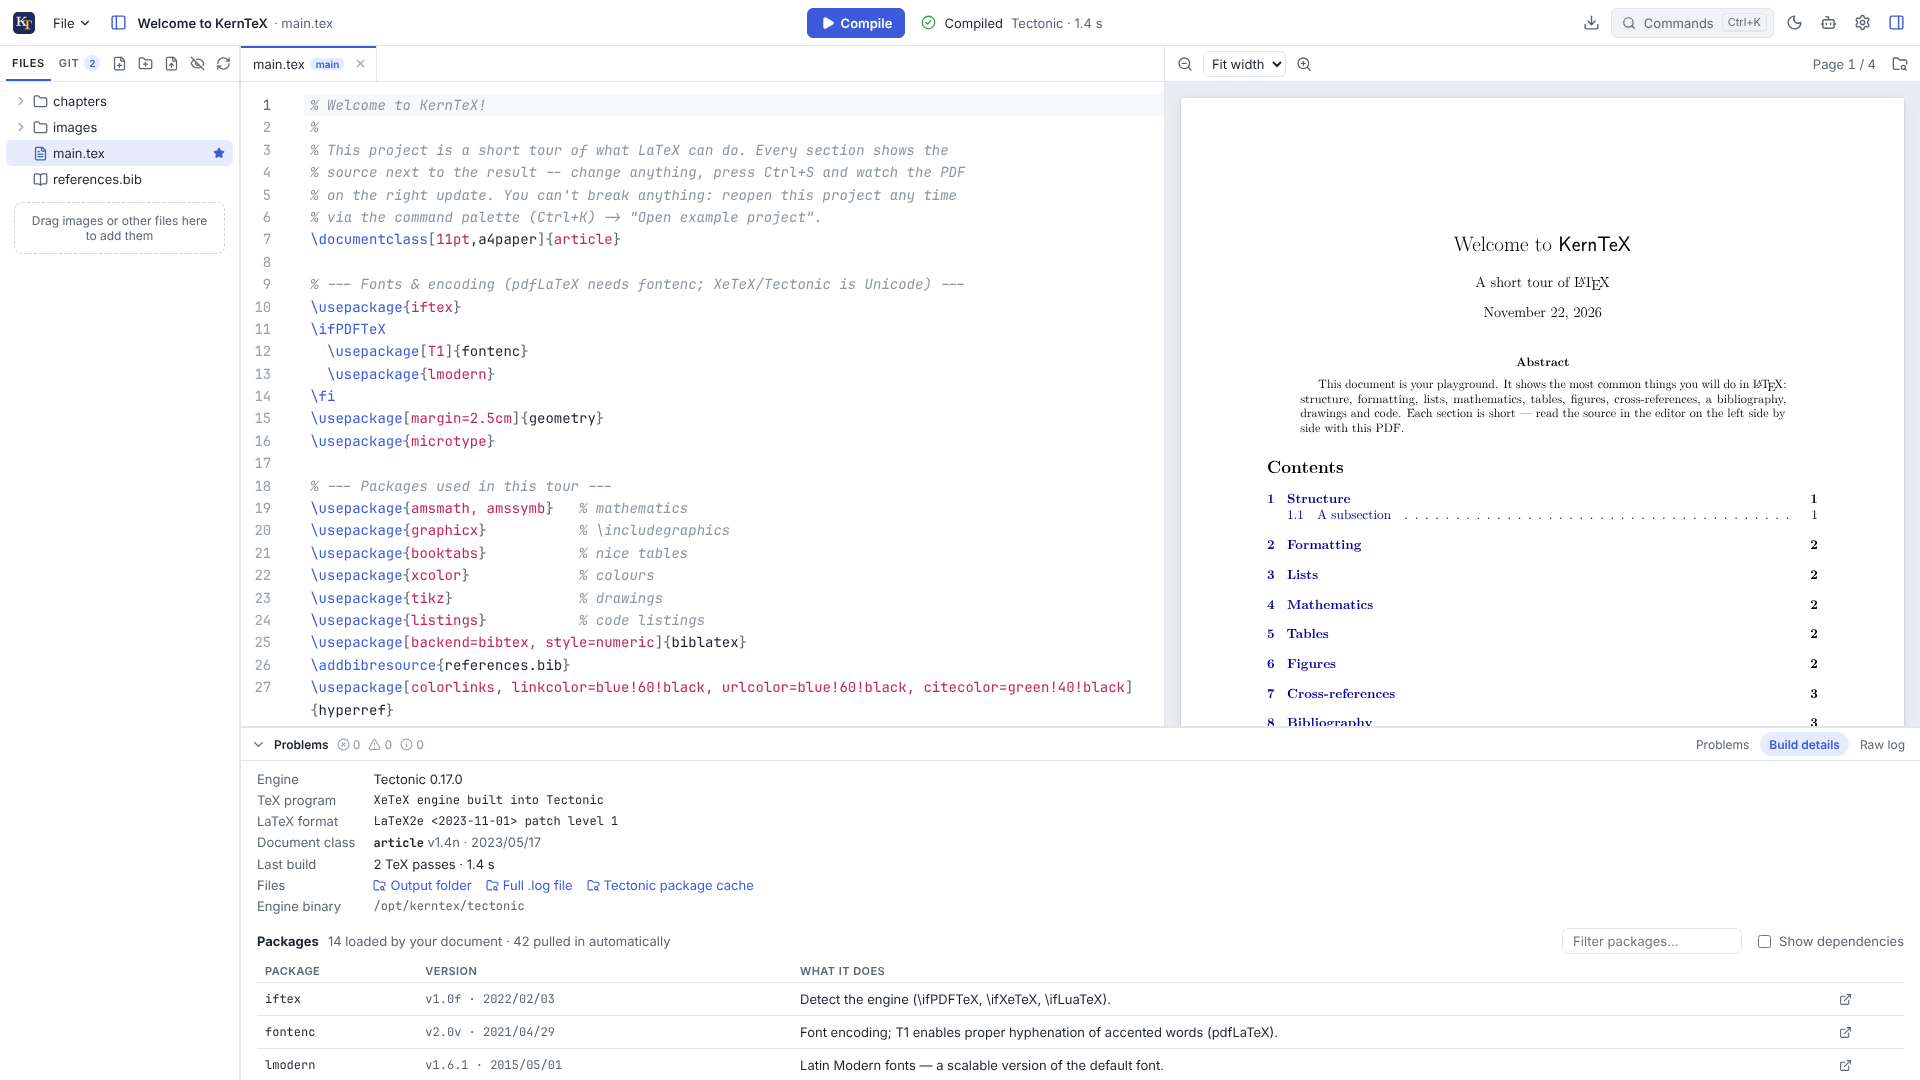 KT File Welcome to KernTeX · main.tex Compile Compiled Tectonic · 1.4 s Commands Ctrl+K
FILES GIT 2
chapters
images
main.tex
references.bib
Drag images or other files here
to add them
main.tex main
1 % Welcome to KernTeX!
2 %
3 % This project is a short tour of what LaTeX can do. Every section shows the
4 % source next to the result -- change anything, press Ctrl+S and watch the PDF
5 % on the right update. You can't break anything: reopen this project any time
6 % via the command palette (Ctrl+K) -> "Open example project".
7 \documentclass[11pt,a4paper]{article}
8
9 % --- Fonts & encoding (pdfLaTeX needs fontenc; XeTeX/Tectonic is Unicode) ---
10 \usepackage{iftex}
11 \ifPDFTeX
12 \usepackage[T1]{fontenc}
13 \usepackage{lmodern}
14 \fi
15 \usepackage[margin=2.5cm]{geometry}
16 \usepackage{microtype}
17
18 % --- Packages used in this tour ---
19 \usepackage{amsmath, amssymb} % mathematics
20 \usepackage{graphicx} % \includegraphics
21 \usepackage{booktabs} % nice tables
22 \usepackage{xcolor} % colours
23 \usepackage{tikz} % drawings
24 \usepackage{listings} % code listings
25 \usepackage[backend=bibtex, style=numeric]{biblatex}
26 \addbibresource{references.bib}
27 \usepackage[colorlinks, linkcolor=blue!60!black, urlcolor=blue!60!black, citecolor=green!40!black]
{hyperref}
Fit width Page 1 / 4
Welcome to KernTeX
A short tour of LaTeX
November 22, 2026
Abstract
This document is your playground. It shows the most common things you will do in LaTeX:
structure, formatting, lists, mathematics, tables, figures, cross-references, a bibliography,
drawings and code. Each section is short — read the source in the editor on the left side by
side with this PDF.
Contents
1 Structure 1
1.1 A subsection . . . . . . . . . . . . . . . . . . . . . . . . . . . . . . . . . . . . . . 1
2 Formatting 2
3 Lists 2
4 Mathematics 2
5 Tables 2
6 Figures 2
7 Cross-references 3
8 Bibliography 3
Problems 0 0 0 Problems Build details Raw log
Engine Tectonic 0.17.0
TeX program XeTeX engine built into Tectonic
LaTeX format LaTeX2e <2023-11-01> patch level 1
Document class article v1.4n · 2023/05/17
Last build 2 TeX passes · 1.4 s
Files Output folder Full .log file Tectonic package cache
Engine binary /opt/kerntex/tectonic
Packages 14 loaded by your document · 42 pulled in automatically Filter packages... Show dependencies
PACKAGE VERSION WHAT IT DOES
iftex v1.0f · 2022/02/03 Detect the engine (\ifPDFTeX, \ifXeTeX, \ifLuaTeX).
fontenc v2.0v · 2021/04/29 Font encoding; T1 enables proper hyphenation of accented words (pdfLaTeX).
lmodern v1.6.1 · 2015/05/01 Latin Modern fonts — a scalable version of the default font.